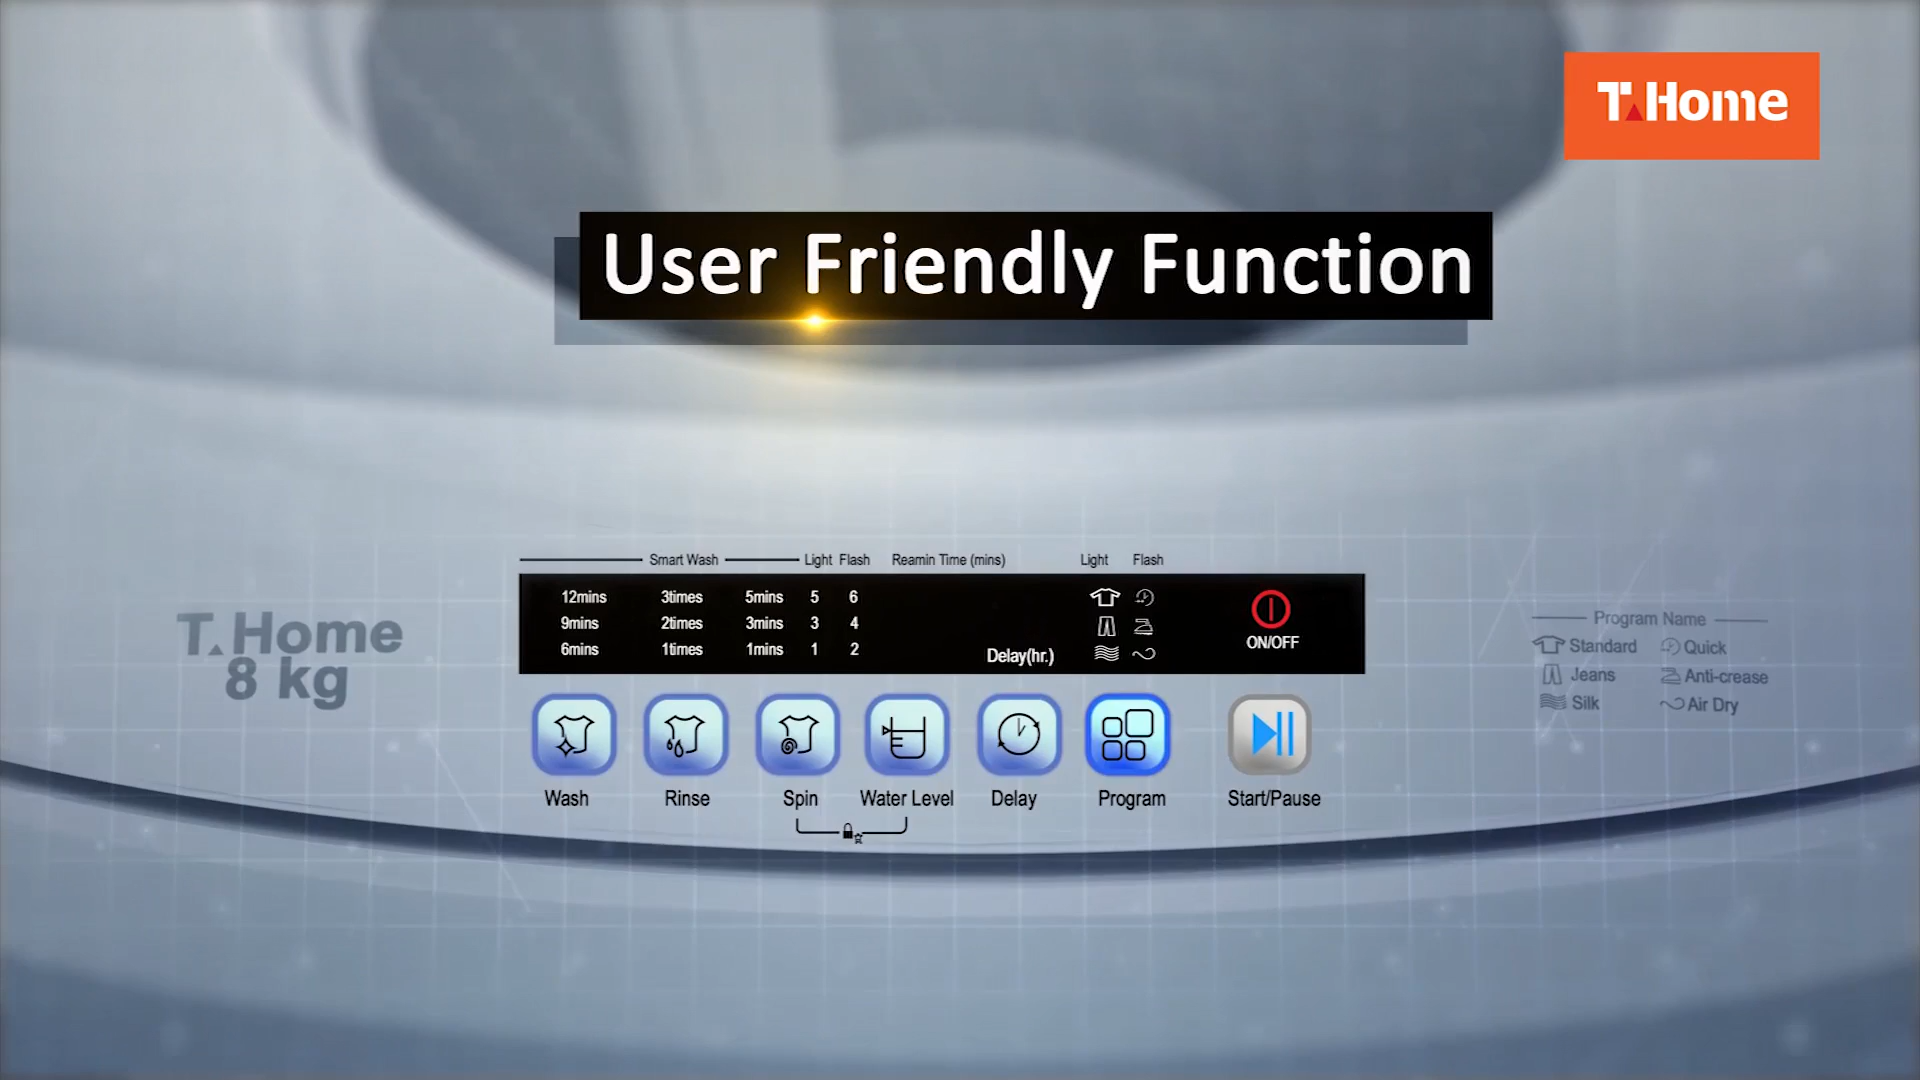 T.Home
User Friendly Function
Smart Wash Light Flash Reamin Time (mins) Light Flash
12mins 3times 5mins 5 6
9mins 2times 3mins 3 4
6mins 1times 1mins 1 2
Delay(hr.)
ON/OFF
T.Home
8 kg
Program Name
Standard Quick
Jeans Anti-crease
Silk Air Dry
Wash Rinse Spin Water Level Delay Program Start/Pause